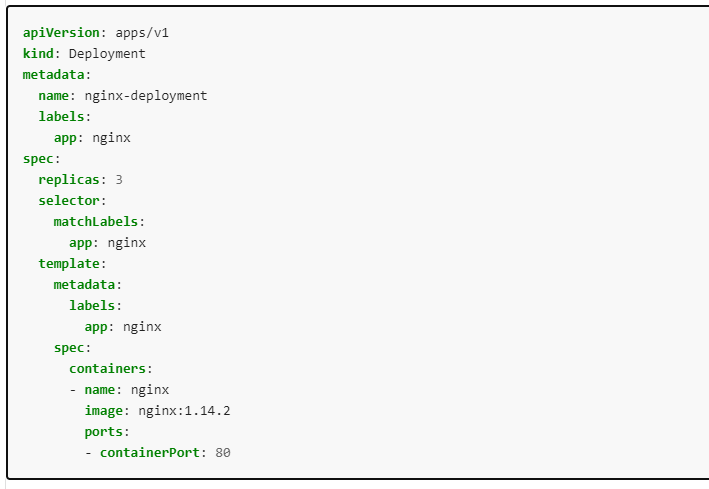 apiVersion: apps/v1
kind: Deployment
metadata:
  name: nginx-deployment
  labels:
    app: nginx
spec:
  replicas: 3
  selector:
    matchLabels:
      app: nginx
  template:
    metadata:
      labels:
        app: nginx
    spec:
      containers:
      - name: nginx
        image: nginx:1.14.2
        ports:
        - containerPort: 80